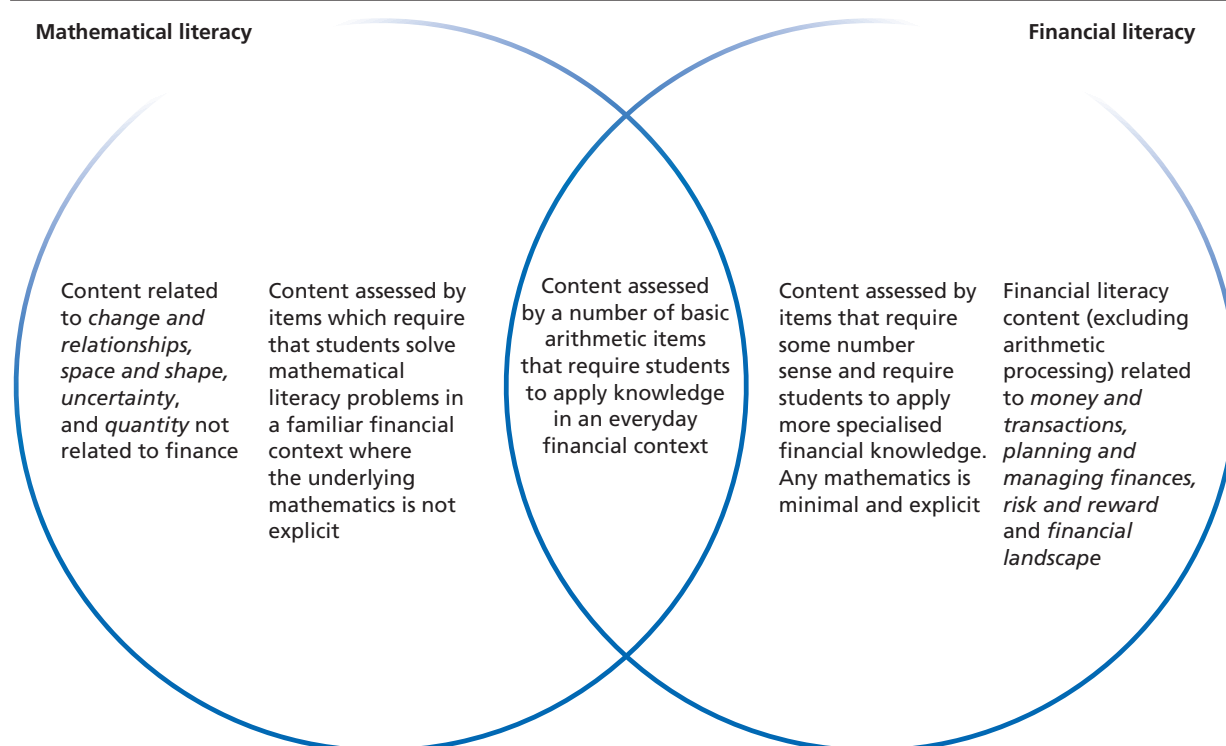 Mathematical literacy
Financial literacy
Content related
to change and
relationships,
space and shape,
uncertainty,
and quantity not
related to finance
Content assessed by
items which require
that students solve
mathematical
literacy problems in
a familiar financial
context where
the underlying
mathematics is not
explicit
Content assessed
by a number of basic
arithmetic items
that require students
to apply knowledge
in an everyday
financial context
Content assessed by
items that require
some number
sense and require
students to apply
more specialised
financial knowledge.
Any mathematics is
minimal and explicit
Financial literacy
content (excluding
arithmetic
processing) related
to money and
transactions,
planning and
managing finances,
risk and reward
and financial
landscape